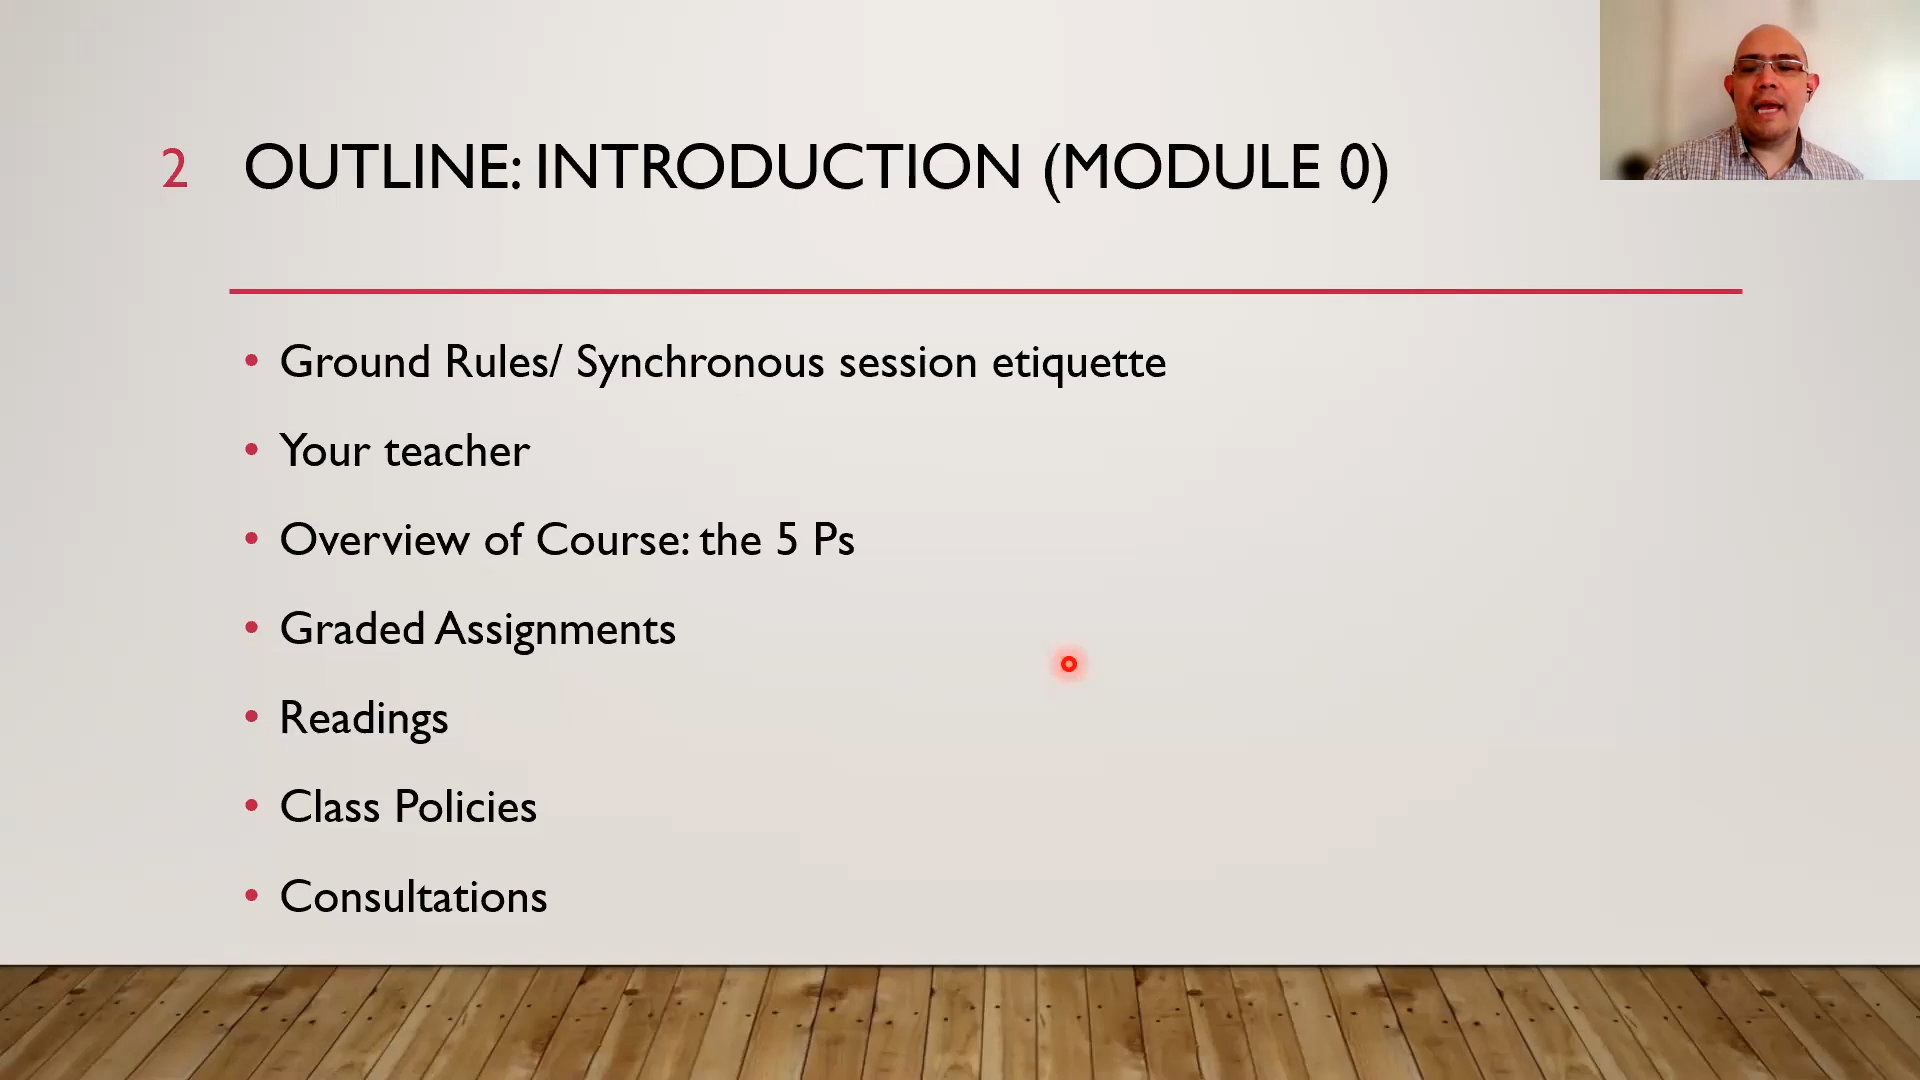 2 OUTLINE: INTRODUCTION (MODULE 0)
• Ground Rules/ Synchronous session etiquette
• Your teacher
• Overview of Course: the 5 Ps
• Graded Assignments
• Readings
• Class Policies
• Consultations